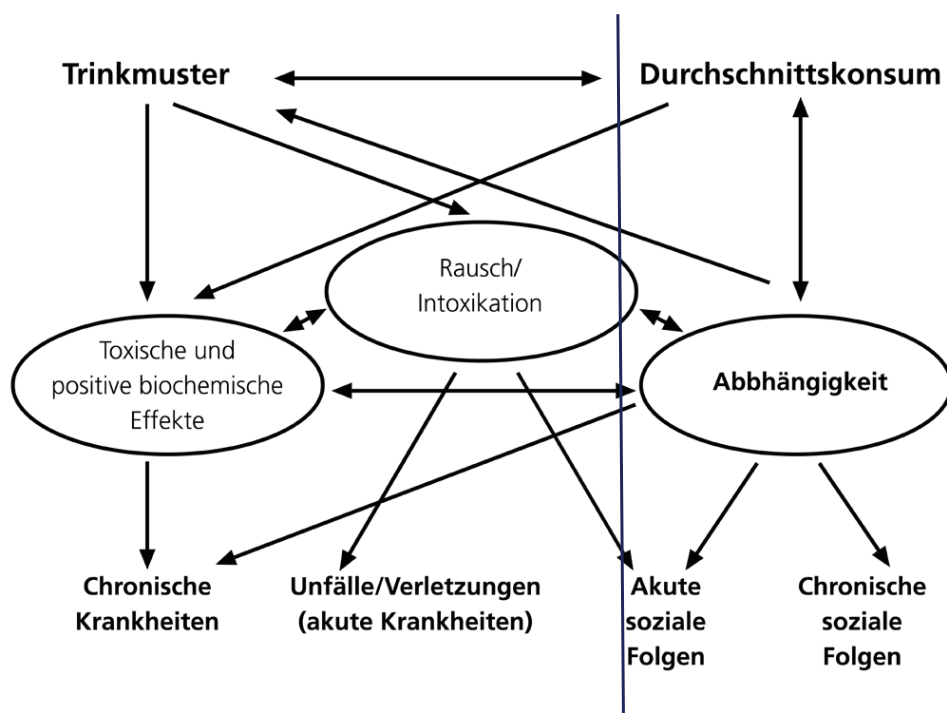 Trinkmuster
Durchschnittskonsum
Rausch/
Intoxikation
Toxische und
positive biochemische
Effekte
Abbhängigkeit
Chronische
Krankheiten
Unfälle/Verletzungen
(akute Krankheiten)
Akute
soziale
Folgen
Chronische
soziale
Folgen